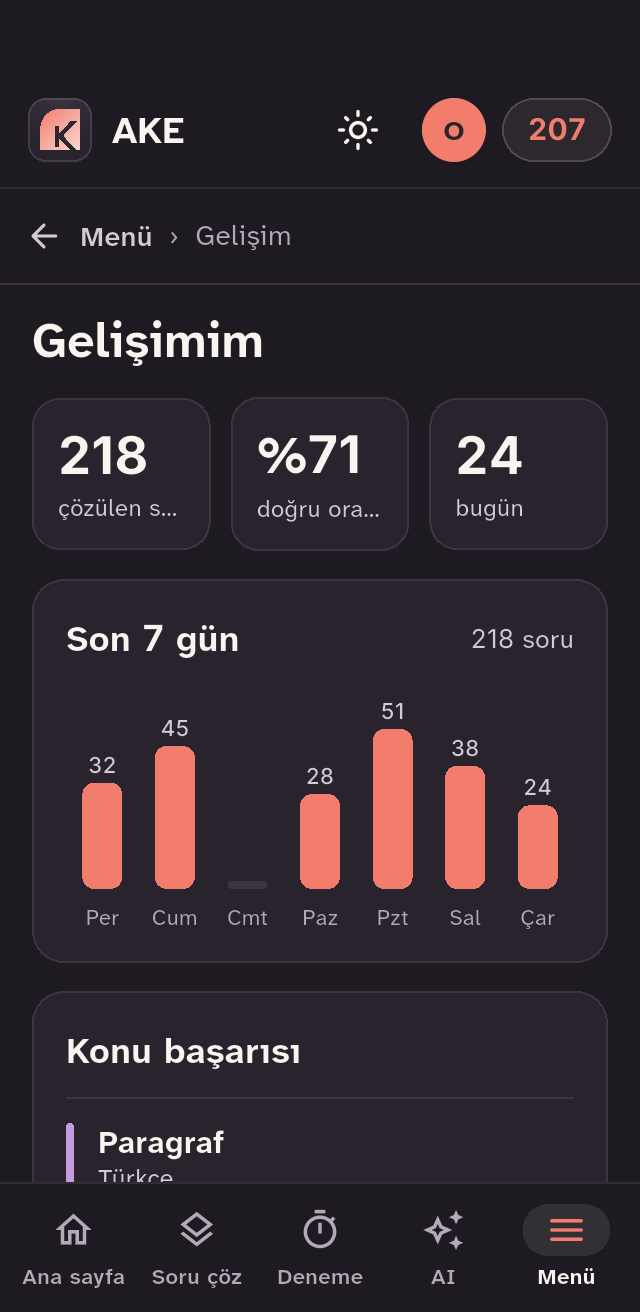 AKE
O
207
Menü › Gelişim
Gelişimim
218
çözülen s...
%71
doğru ora...
24
bugün
Son 7 gün
218 soru
32
45
28
51
38
24
Per
Cum
Cmt
Paz
Pzt
Sal
Çar
Konu başarısı
Paragraf
Türkçe
Ana sayfa
Soru çöz
Deneme
AI
Menü